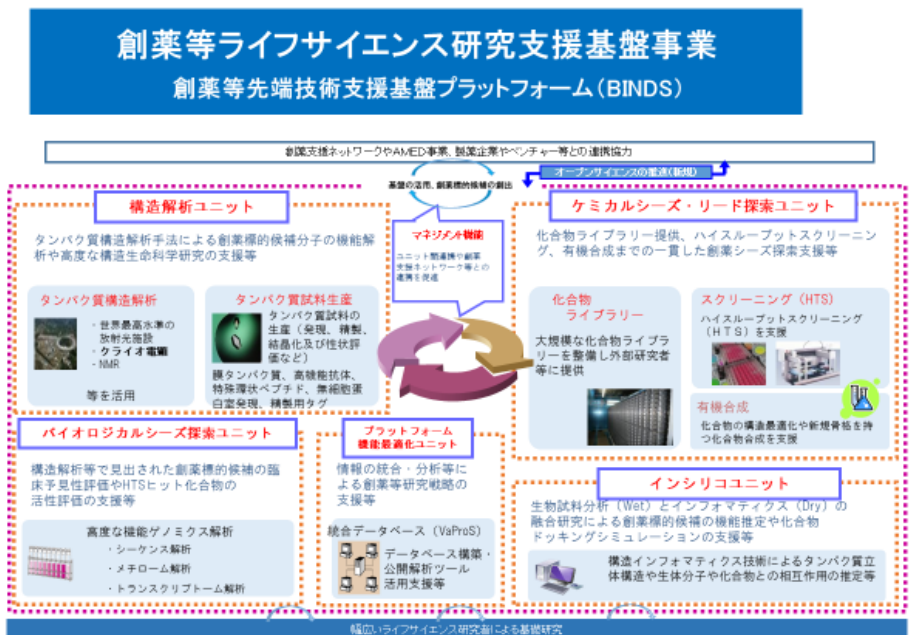 創薬等ライフサイエンス研究支援基盤事業
創薬等先端技術支援基盤プラットフォーム(BINDS)
創薬支援ネットワークやAMED事業、製薬企業やベンチャー等との連携協力
基盤の活用、創薬標的候補の創出
オープンサイエンスの推進(新規)
構造解析ユニット
タンパク質構造解析手法による創薬標的候補分子の機能解
析や高度な構造生命科学研究の支援等
タンパク質構造解析
・世界最高水準の
放射光施設
・クライオ電顕
・NMR
等を活用
タンパク質試料生産
タンパク質試料の
生産(発現、精製、
結晶化及び性状評
価など)
膜タンパク質、高機能抗体、
特殊環状ペプチド、無細胞蛋
白室発現、精製用タグ
マネジメント機能
ユニット間連携や創薬
支援ネットワーク等との
連携を促進
ケミカルシーズ・リード探索ユニット
化合物ライブラリー提供、ハイスループットスクリーニン
グ、有機合成までの一貫した創薬シーズ探索支援等
化合物
ライブラリー
大規模な化合物ライブラ
リーを整備し外部研究者
等に提供
スクリーニング(HTS)
ハイスループットスクリーニング
(HTS)を支援
有機合成
化合物の構造最適化や新規骨格を持
つ化合物合成を支援
バイオロジカルシーズ探索ユニット
構造解析等で見出された創薬標的候補の臨
床予見性評価やHTSヒット化合物の
活性評価の支援等
高度な機能ゲノミクス解析
・シーケンス解析
・メチローム解析
・トランスクリプトーム解析
プラットフォーム
機能最適化ユニット
情報の統合・分析等に
よる創薬等研究戦略の
支援等
統合データベース(VaProS)
データベース構築・
公開解析ツール
活用支援等
インシリコユニット
生物試料分析(Wet)とインフォマティクス(Dry)の
融合研究による創薬標的候補の機能推定や化合物
ドッキングシミュレーションの支援等
構造インフォマティクス技術によるタンパク質立
体構造や生体分子や化合物との相互作用の推定等
幅広いライフサイエンス研究者による基礎研究